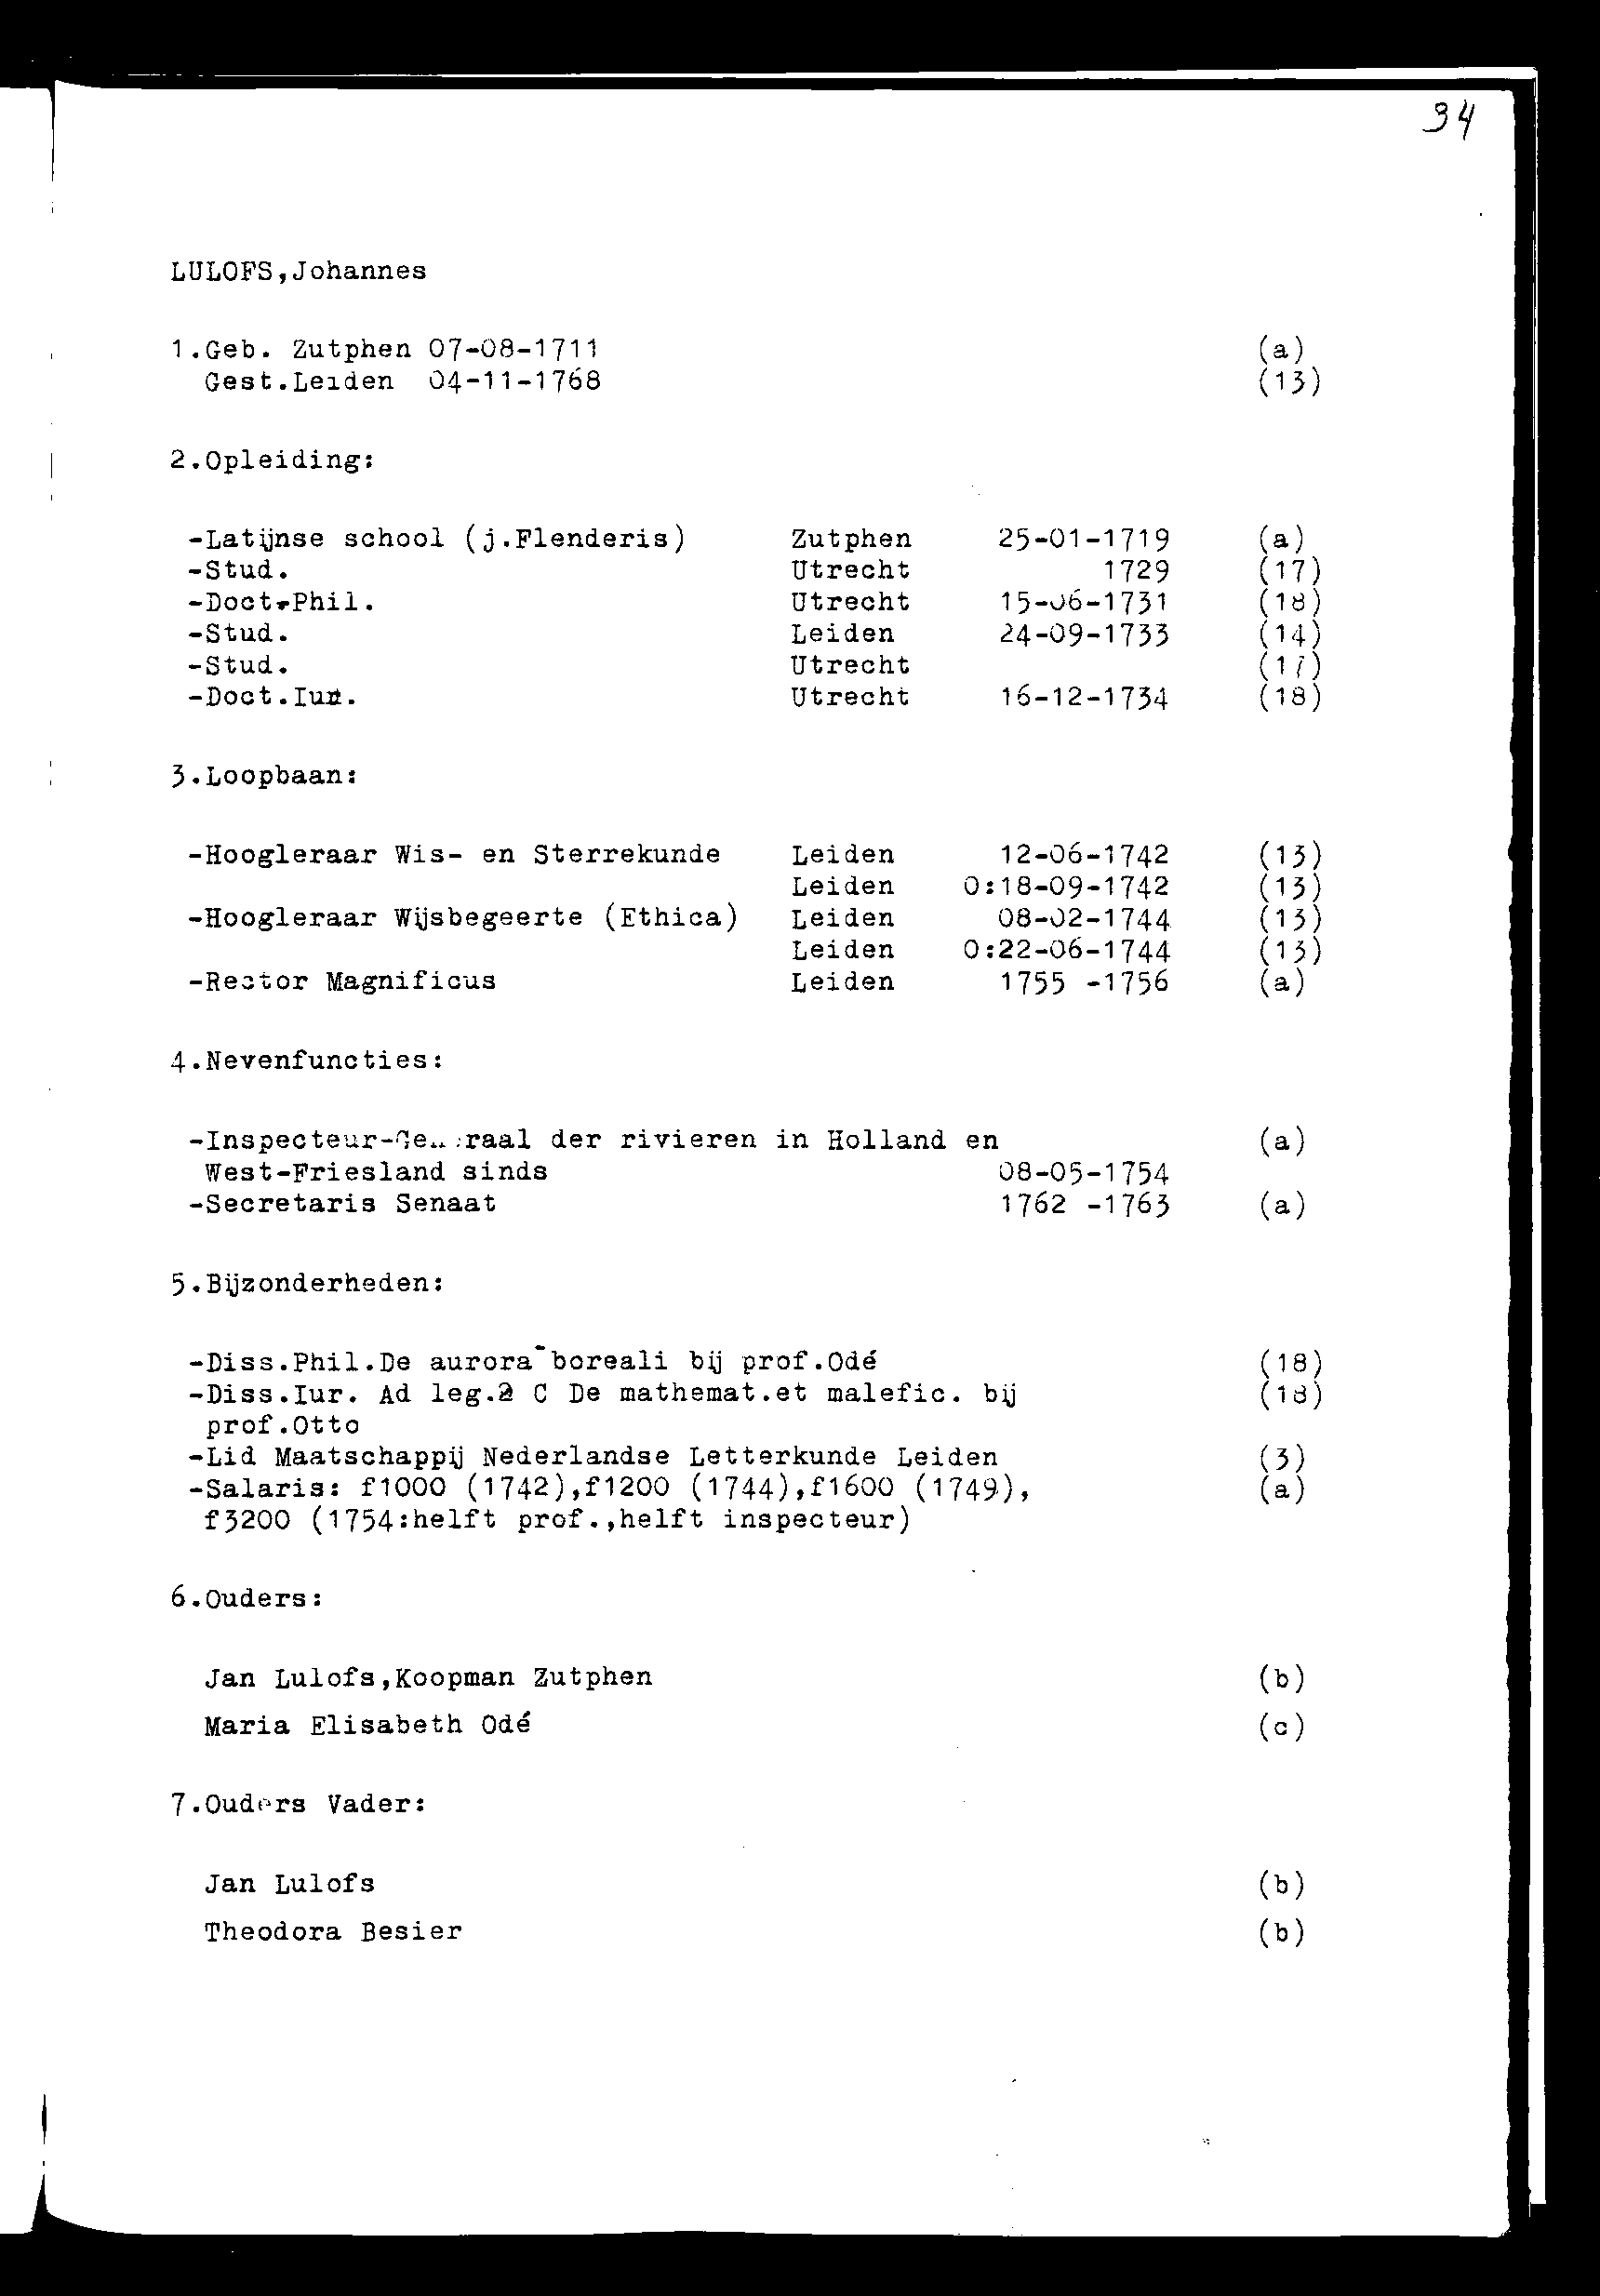 34
LULOFS,Johannes
1.Geb. Zutphen 07-08-1711 (a)
Gest.Leiden 04-11-1768 (13)
2.Opleiding:
-Latijnse school (j.Flenderis) Zutphen 25-01-1719 (a)
-Stud. Utrecht 1729 (17)
-Doct.Phil. Utrecht 15-06-1731 (18)
-Stud. Leiden 24-09-1733 (14)
-Stud. Utrecht (17)
-Doct.Iur. Utrecht 16-12-1734 (18)
3.Loopbaan:
-Hoogleraar Wis- en Sterrekunde Leiden 12-06-1742 (13)
Leiden O:18-09-1742 (13)
-Hoogleraar Wijsbegeerte (Ethica) Leiden 08-02-1744 (13)
Leiden O:22-06-1744 (13)
-Rector Magnificus Leiden 1755 -1756 (a)
4.Nevenfuncties:
-Inspecteur-Generaal der rivieren in Holland en (a)
West-Friesland sinds 08-05-1754
-Secretaris Senaat 1762 -1763 (a)
5.Bijzonderheden:
-Diss.Phil.De aurora boreali bij prof.Odé (18)
-Diss.Iur. Ad leg.2 C De mathemat.et malefic. bij (18)
prof.Otto
-Lid Maatschappij Nederlandse Letterkunde Leiden (3)
-Salaris: f1000 (1742),f1200 (1744),f1600 (1749), (a)
f3200 (1754:helft prof.,helft inspecteur)
6.Ouders:
Jan Lulofs,Koopman Zutphen (b)
Maria Elisabeth Odé (c)
7.Ouders Vader:
Jan Lulofs (b)
Theodora Besier (b)